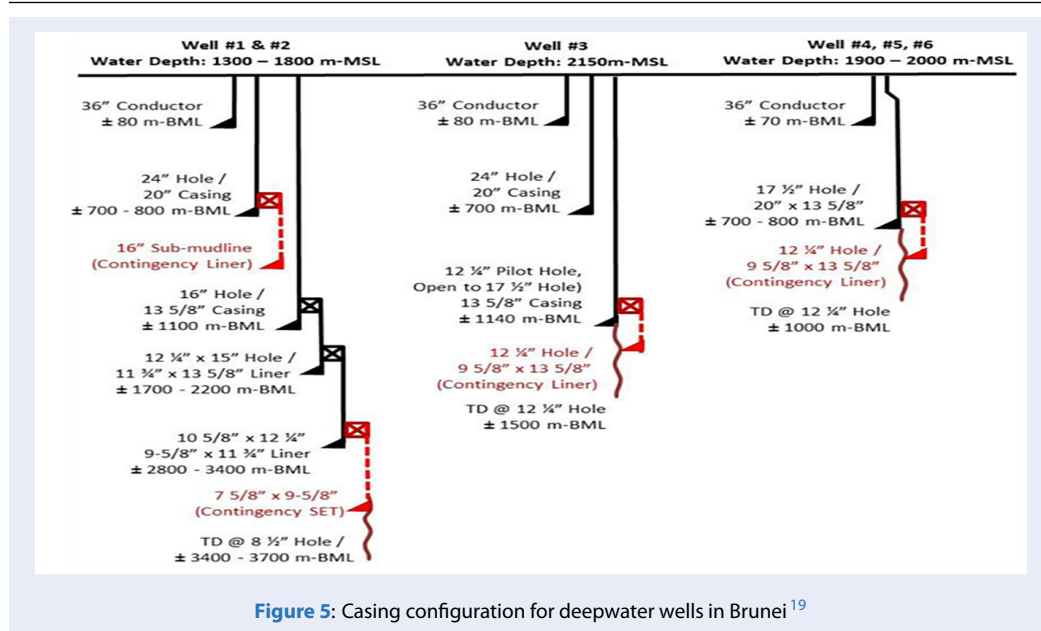 Well #1 & #2
Water Depth: 1300 – 1800 m-MSL
36” Conductor
± 80 m-BML
24” Hole /
20” Casing
± 700 - 800 m-BML
16” Sub-mudline
(Contingency Liner)
16” Hole /
13 5/8” Casing
± 1100 m-BML
12 ¼” x 15” Hole /
11 ¾” x 13 5/8” Liner
± 1700 - 2200 m-BML
10 5/8” x 12 ¼”
9-5/8” x 11 ¾” Liner
± 2800 - 3400 m-BML
7 5/8” x 9-5/8”
(Contingency SET)
TD @ 8 ½” Hole /
± 3400 - 3700 m-BML
Well #3
Water Depth: 2150m-MSL
36” Conductor
± 80 m-BML
24” Hole /
20” Casing
± 700 m-BML
12 ¼” Pilot Hole,
Open to 17 ½” Hole)
13 5/8” Casing
± 1140 m-BML
12 ¼” Hole /
9 5/8” x 13 5/8”
(Contingency Liner)
TD @ 12 ¼” Hole
± 1500 m-BML
Well #4, #5, #6
Water Depth: 1900 – 2000 m-MSL
36” Conductor
± 70 m-BML
17 ½” Hole /
20” x 13 5/8”
± 700 - 800 m-BML
12 ¼” Hole /
9 5/8” x 13 5/8”
(Contingency Liner)
TD @ 12 ¼” Hole
± 1000 m-BML
Figure 5: Casing configuration for deepwater wells in Brunei 19